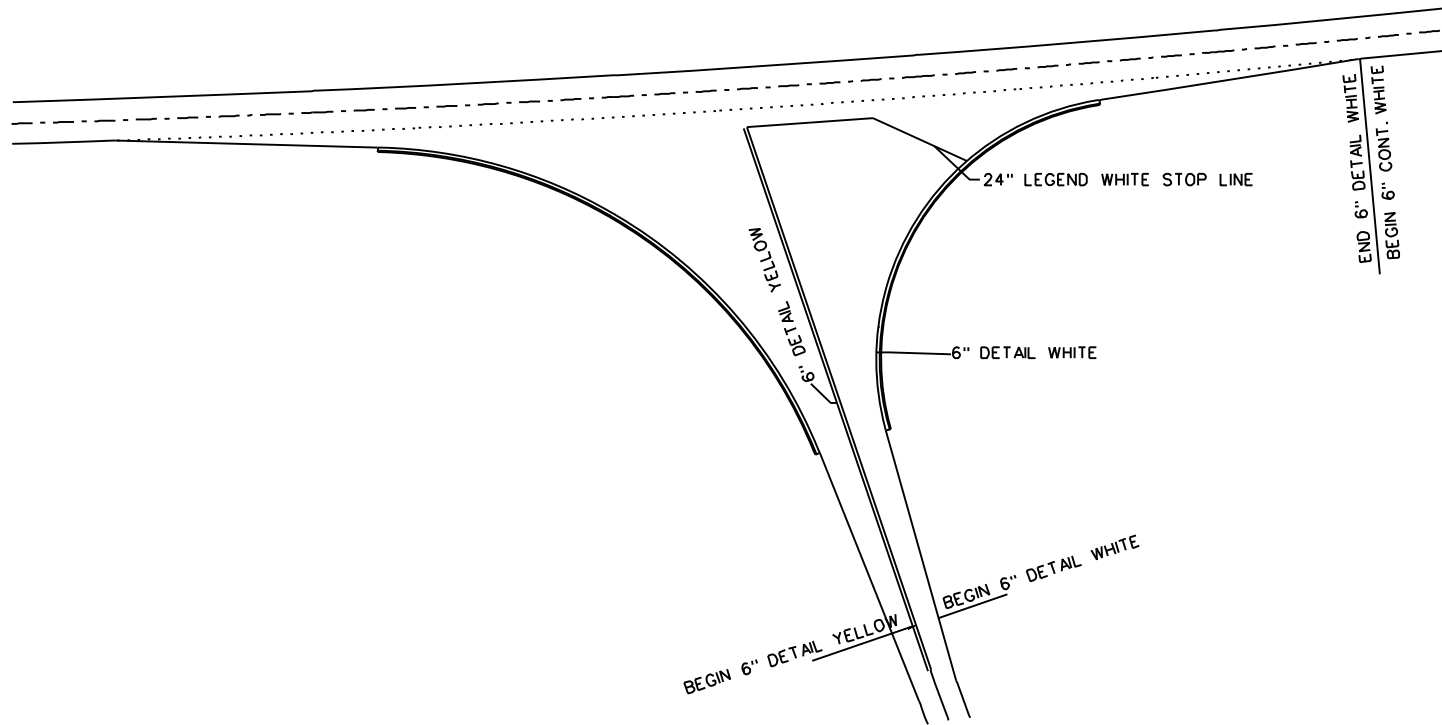 END 6" DETAIL WHITE
BEGIN 6" CONT. WHITE
24" LEGEND WHITE STOP LINE
6" DETAIL YELLOW
6" DETAIL WHITE
BEGIN 6" DETAIL WHITE
BEGIN 6" DETAIL YELLOW